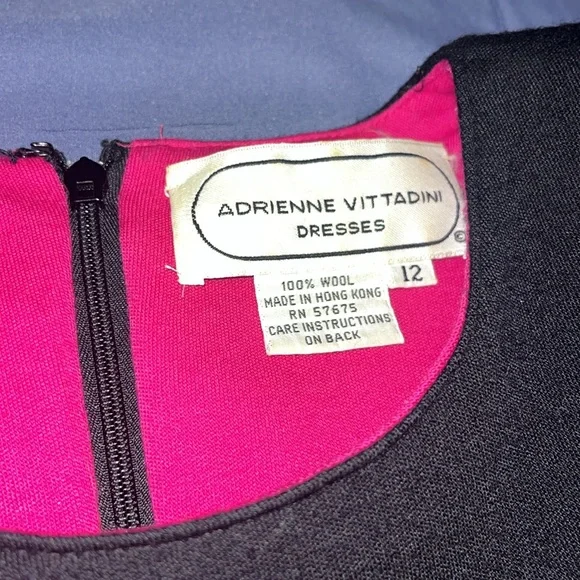 ADRIENNE VITTADINI
DRESSES
©
12
100% WOOL
MADE IN HONG KONG
RN 57675
CARE INSTRUCTIONS
ON BACK